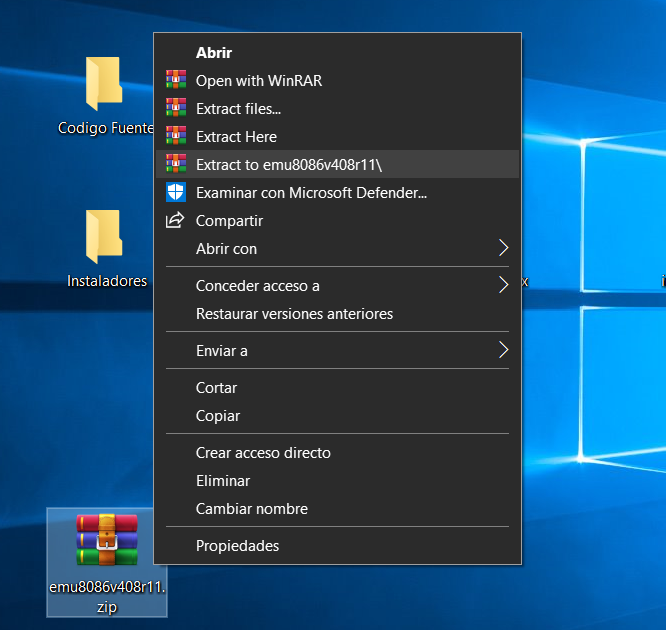 Codigo Fuente
Instaladores
emu8086v408r11.
zip
Abrir
Open with WinRAR
Extract files...
Extract Here
Extract to emu8086v408r11\
Examinar con Microsoft Defender...
Compartir
Abrir con
Conceder acceso a
Restaurar versiones anteriores
Enviar a
Cortar
Copiar
Crear acceso directo
Eliminar
Cambiar nombre
Propiedades